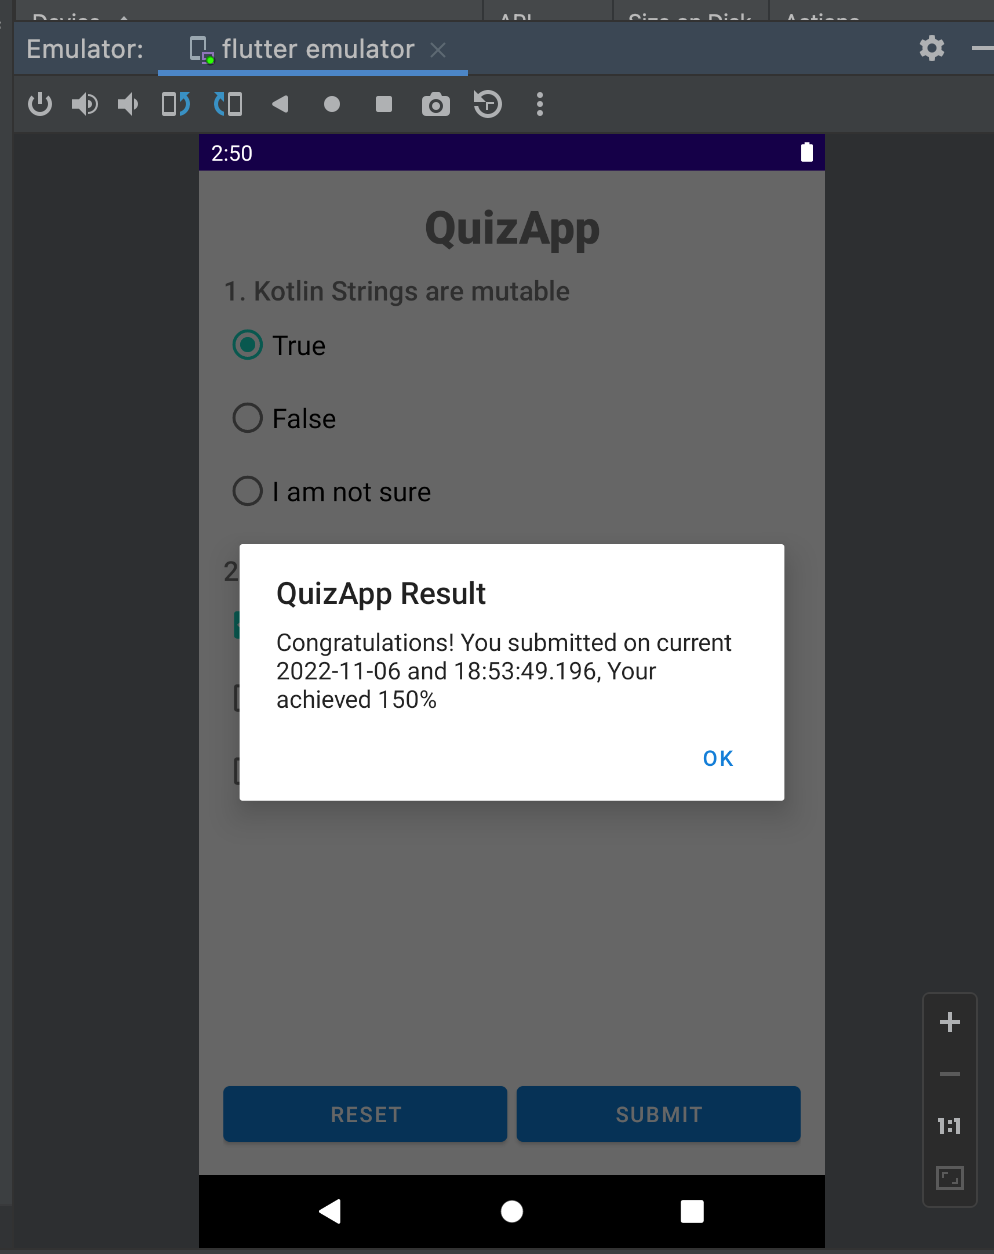 Emulator: flutter emulator
2:50
QuizApp
1. Kotlin Strings are mutable
True
False
I am not sure
2
QuizApp Result
Congratulations! You submitted on current
2022-11-06 and 18:53:49.196, Your
achieved 150%
OK
RESET SUBMIT
1:1